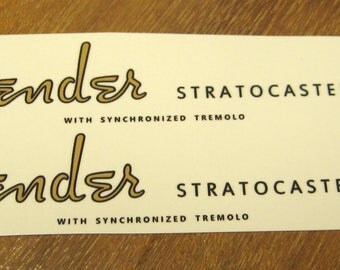 ender STRATOCASTE
WITH SYNCHRONIZED TREMOLO
ender STRATOCASTE
WITH SYNCHRONIZED TREMOLO